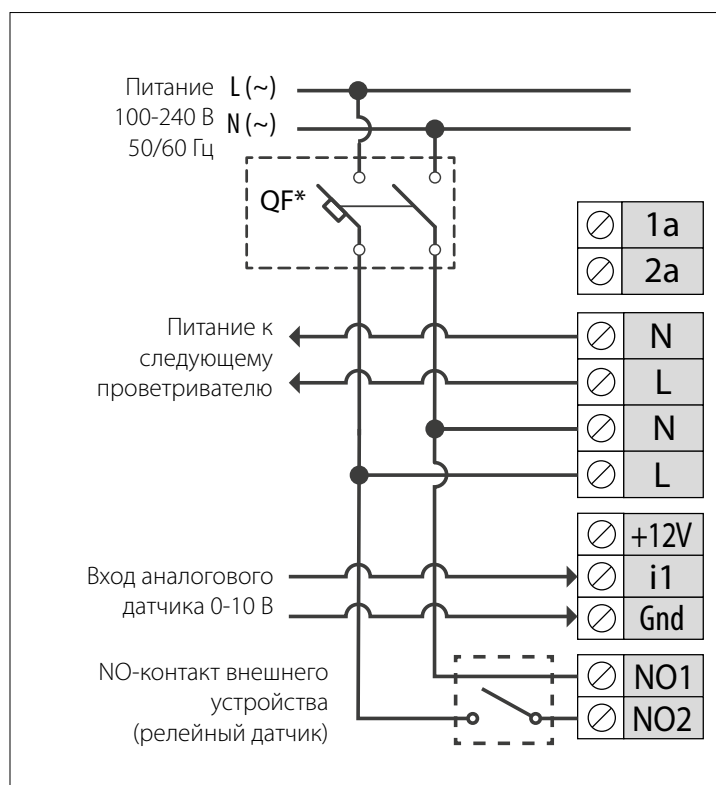 Питание L (~)
100-240 В N (~)
50/60 Гц
QF*
1a
2a
Питание к
следующему
проветривателю
N
L
N
L
+12V
Вход аналогового
датчика 0-10 В
i1
Gnd
NO-контакт внешнего
устройства
(релейный датчик)
NO1
NO2